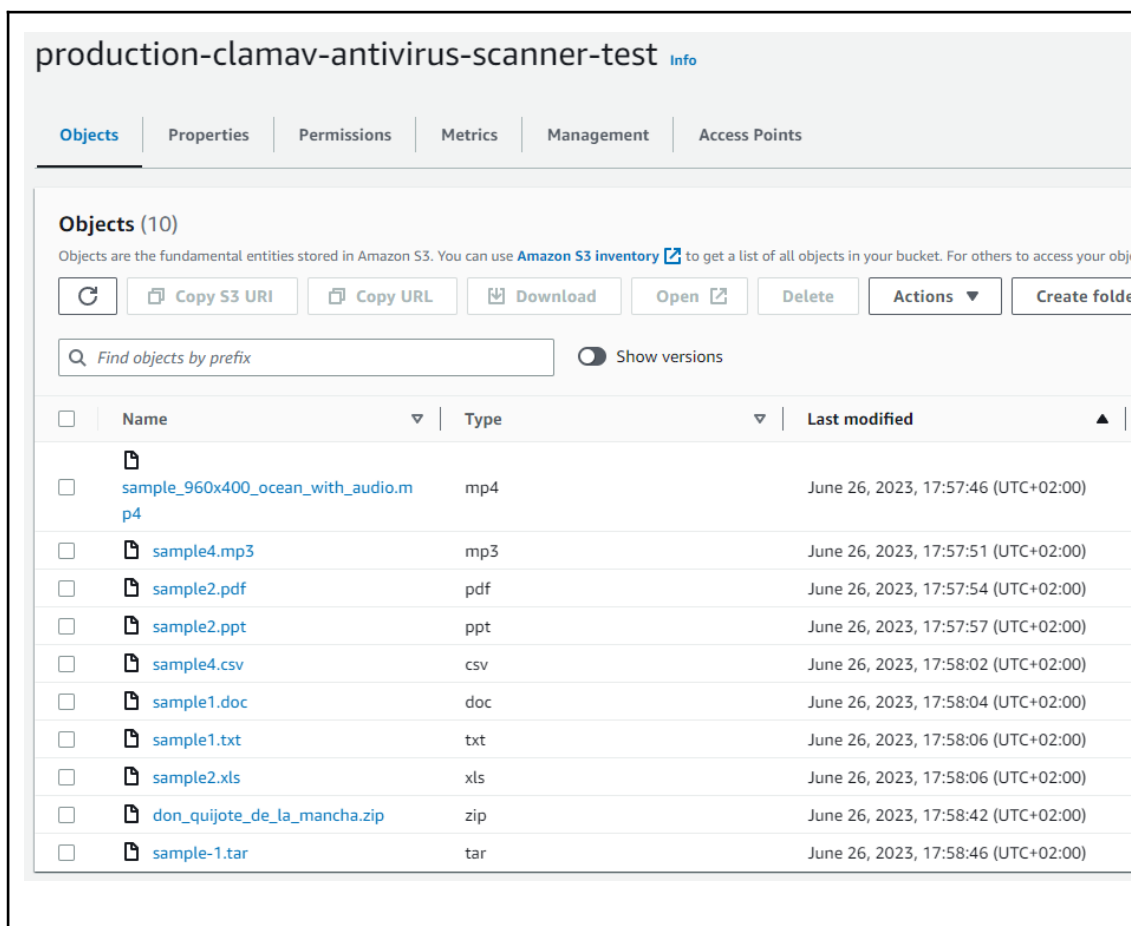 production-clamav-antivirus-scanner-test Info
Objects Properties Permissions Metrics Management Access Points
Objects (10)
Objects are the fundamental entities stored in Amazon S3. You can use Amazon S3 inventory to get a list of all objects in your bucket. For others to access your obj
Copy S3 URI Copy URL Download Open Delete Actions Create folde
Find objects by prefix Show versions
Name Type Last modified
sample_960x400_ocean_with_audio.m
p4 mp4 June 26, 2023, 17:57:46 (UTC+02:00)
sample4.mp3 mp3 June 26, 2023, 17:57:51 (UTC+02:00)
sample2.pdf pdf June 26, 2023, 17:57:54 (UTC+02:00)
sample2.ppt ppt June 26, 2023, 17:57:57 (UTC+02:00)
sample4.csv csv June 26, 2023, 17:58:02 (UTC+02:00)
sample1.doc doc June 26, 2023, 17:58:04 (UTC+02:00)
sample1.txt txt June 26, 2023, 17:58:06 (UTC+02:00)
sample2.xls xls June 26, 2023, 17:58:06 (UTC+02:00)
don_quijote_de_la_mancha.zip zip June 26, 2023, 17:58:42 (UTC+02:00)
sample-1.tar tar June 26, 2023, 17:58:46 (UTC+02:00)